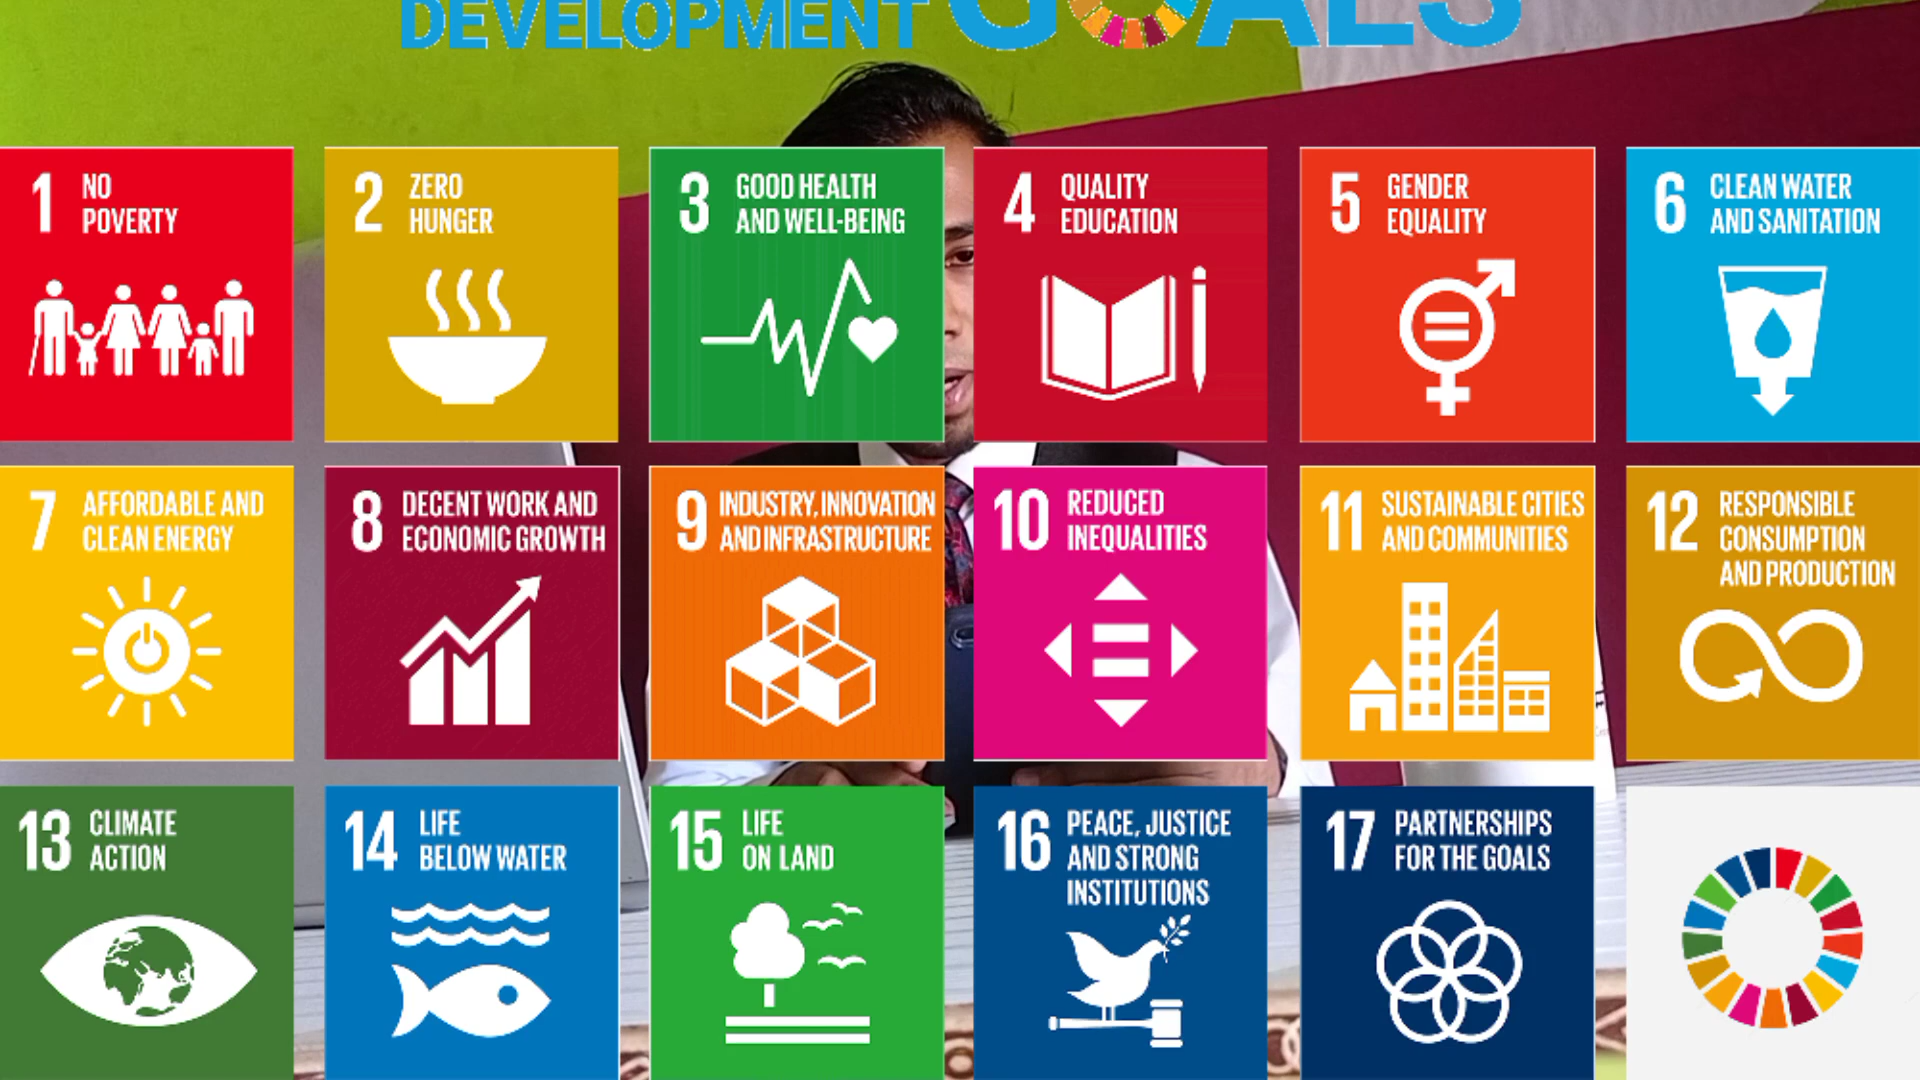 DEVELOPMENT GOALS
1 NO
POVERTY
2 ZERO
HUNGER
3 GOOD HEALTH
AND WELL-BEING
4 QUALITY
EDUCATION
5 GENDER
EQUALITY
6 CLEAN WATER
AND SANITATION
7 AFFORDABLE AND
CLEAN ENERGY
8 DECENT WORK AND
ECONOMIC GROWTH
9 INDUSTRY, INNOVATION
AND INFRASTRUCTURE
10 REDUCED
INEQUALITIES
11 SUSTAINABLE CITIES
AND COMMUNITIES
12 RESPONSIBLE
CONSUMPTION
AND PRODUCTION
13 CLIMATE
ACTION
14 LIFE
BELOW WATER
15 LIFE
ON LAND
16 PEACE, JUSTICE
AND STRONG
INSTITUTIONS
17 PARTNERSHIPS
FOR THE GOALS